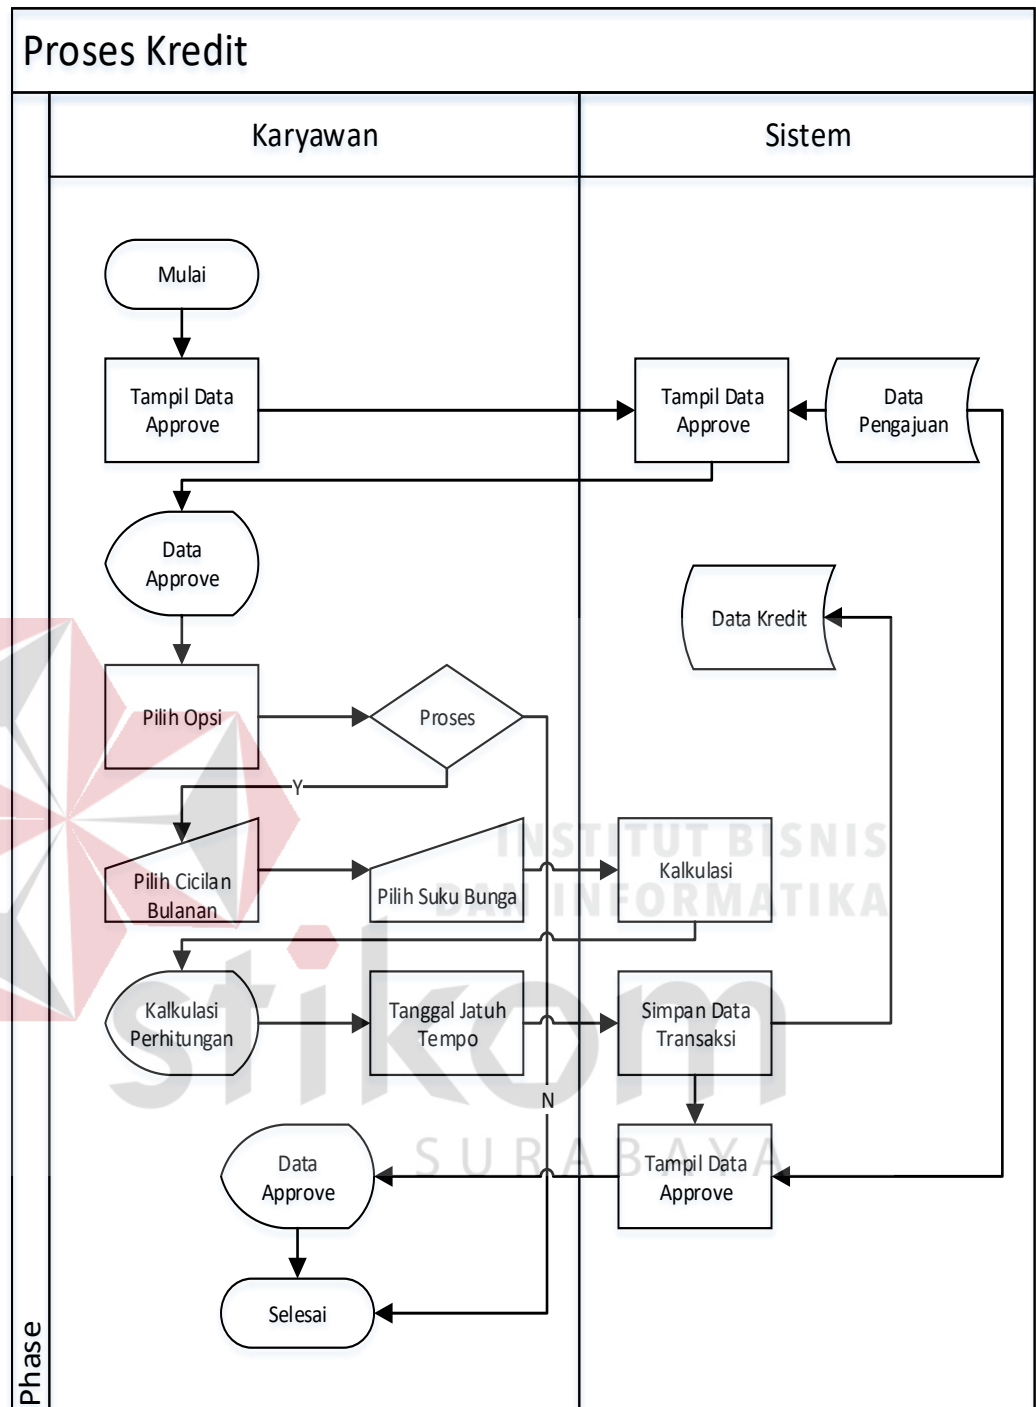 Proses Kredit
Karyawan
Sistem
Mulai
Tampil Data
Approve
Tampil Data
Approve
Data
Pengajuan
Data
Approve
Data Kredit
Pilih Opsi
Proses
Y
Pilih Cicilan
Bulanan
Pilih Suku Bunga
Kalkulasi
INSTITUT BISNIS
DAN INFORMATIKA
Kalkulasi
Perhitungan
Tanggal Jatuh
Tempo
Simpan Data
Transaksi
stikom
N
SURABAYA
Data
Approve
Tampil Data
Approve
Selesai
Phase